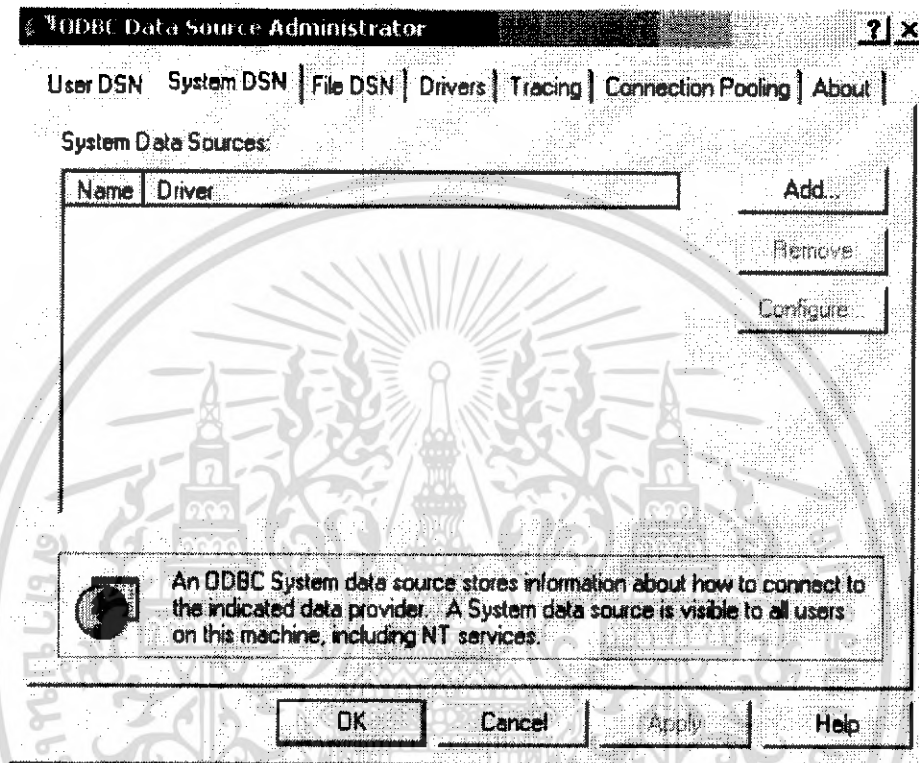 ODBC Data Source Administrator
User DSN System DSN File DSN Drivers Tracing Connection Pooling About
System Data Sources:
Name Driver
Add...
Remove
Configure...
An ODBC System data source stores information about how to connect to
the indicated data provider. A System data source is visible to all users
on this machine, including NT services.
OK Cancel Apply Help